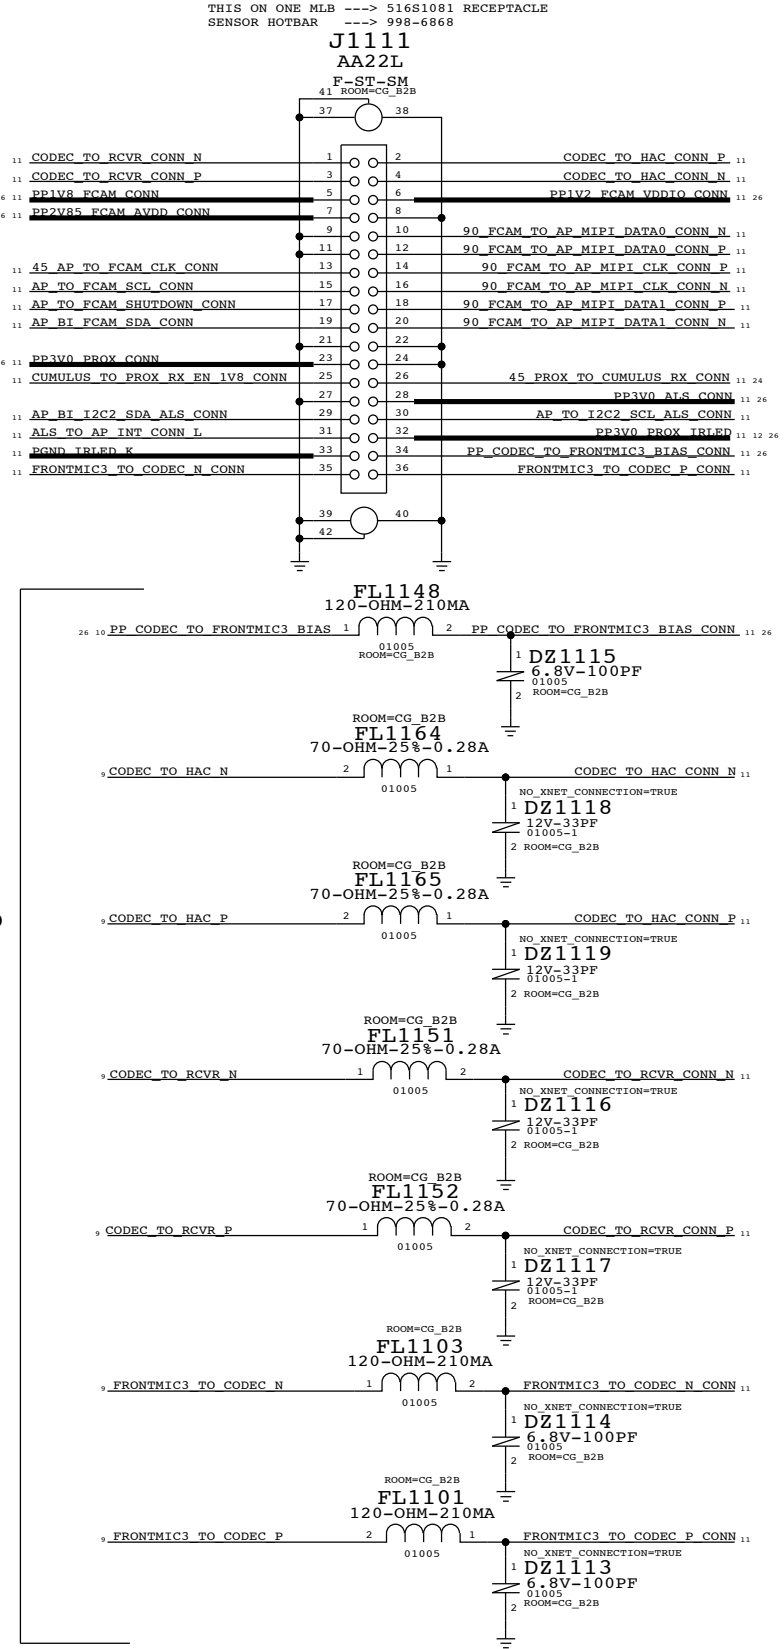 THIS ON ONE MLB ---> 516S1081 RECEPTACLE
SENSOR HOTBAR ---> 998-6868
J1111
AA22L
F-ST-SM
41 ROOM=CG_B2B
37 38
11 CODEC_TO_RCVR_CONN_N 1 2 CODEC_TO_HAC_CONN_P 11
11 CODEC_TO_RCVR_CONN_P 3 4 CODEC_TO_HAC_CONN_N 11
6 11 PP1V8_FCAM_CONN 5 6 PP1V2_FCAM_VDDIO_CONN 11 26
6 11 PP2V85_FCAM_AVDD_CONN 7 8
9 10 90_FCAM_TO_AP_MIPI_DATA0_CONN_N 11
11 12 90_FCAM_TO_AP_MIPI_DATA0_CONN_P 11
11 45_AP_TO_FCAM_CLK_CONN 13 14 90_FCAM_TO_AP_MIPI_CLK_CONN_P 11
11 AP_TO_FCAM_SCL_CONN 15 16 90_FCAM_TO_AP_MIPI_CLK_CONN_N 11
11 AP_TO_FCAM_SHUTDOWN_CONN 17 18 90_FCAM_TO_AP_MIPI_DATA1_CONN_P 11
11 AP_BI_FCAM_SDA_CONN 19 20 90_FCAM_TO_AP_MIPI_DATA1_CONN_N 11
21 22
6 11 PP3V0_PROX_CONN 23 24
11 CUMULUS_TO_PROX_RX_EN_1V8_CONN 25 26 45_PROX_TO_CUMULUS_RX_CONN 11 24
27 28 PP3V0_ALS_CONN 11 26
11 AP_BI_I2C2_SDA_ALS_CONN 29 30 AP_TO_I2C2_SCL_ALS_CONN 11
11 ALS_TO_AP_INT_CONN_L 31 32 PP3V0_PROX_IRLED 11 12 26
11 PGND_IRLED_K 33 34 PP_CODEC_TO_FRONTMIC3_BIAS_CONN 11 26
11 FRONTMIC3_TO_CODEC_N_CONN 35 36 FRONTMIC3_TO_CODEC_P_CONN 11
39 40
42
FL1148
120-OHM-210MA
26 10 PP_CODEC_TO_FRONTMIC3_BIAS 1 2 PP_CODEC_TO_FRONTMIC3_BIAS_CONN 11 26
01005
ROOM=CG_B2B
1 DZ1115
6.8V-100PF
01005
2 ROOM=CG_B2B
ROOM=CG_B2B
FL1164
70-OHM-25%-0.28A
9 CODEC_TO_HAC_N 2 1 CODEC_TO_HAC_CONN_N 11
01005
NO_XNET_CONNECTION=TRUE
1 DZ1118
12V-33PF
01005-1
2 ROOM=CG_B2B
ROOM=CG_B2B
FL1165
70-OHM-25%-0.28A
9 CODEC_TO_HAC_P 2 1 CODEC_TO_HAC_CONN_P 11
01005
NO_XNET_CONNECTION=TRUE
1 DZ1119
12V-33PF
01005-1
2 ROOM=CG_B2B
ROOM=CG_B2B
FL1151
70-OHM-25%-0.28A
9 CODEC_TO_RCVR_N 1 2 CODEC_TO_RCVR_CONN_N 11
01005
NO_XNET_CONNECTION=TRUE
1 DZ1116
12V-33PF
01005-1
2 ROOM=CG_B2B
ROOM=CG_B2B
FL1152
70-OHM-25%-0.28A
9 CODEC_TO_RCVR_P 1 2 CODEC_TO_RCVR_CONN_P 11
01005
NO_XNET_CONNECTION=TRUE
1 DZ1117
12V-33PF
01005-1
2 ROOM=CG_B2B
ROOM=CG_B2B
FL1103
120-OHM-210MA
9 FRONTMIC3_TO_CODEC_N 1 2 FRONTMIC3_TO_CODEC_N_CONN 11
01005
NO_XNET_CONNECTION=TRUE
1 DZ1114
6.8V-100PF
01005
2 ROOM=CG_B2B
ROOM=CG_B2B
FL1101
120-OHM-210MA
9 FRONTMIC3_TO_CODEC_P 2 1 FRONTMIC3_TO_CODEC_P_CONN 11
01005
NO_XNET_CONNECTION=TRUE
1 DZ1113
6.8V-100PF
01005
2 ROOM=CG_B2B